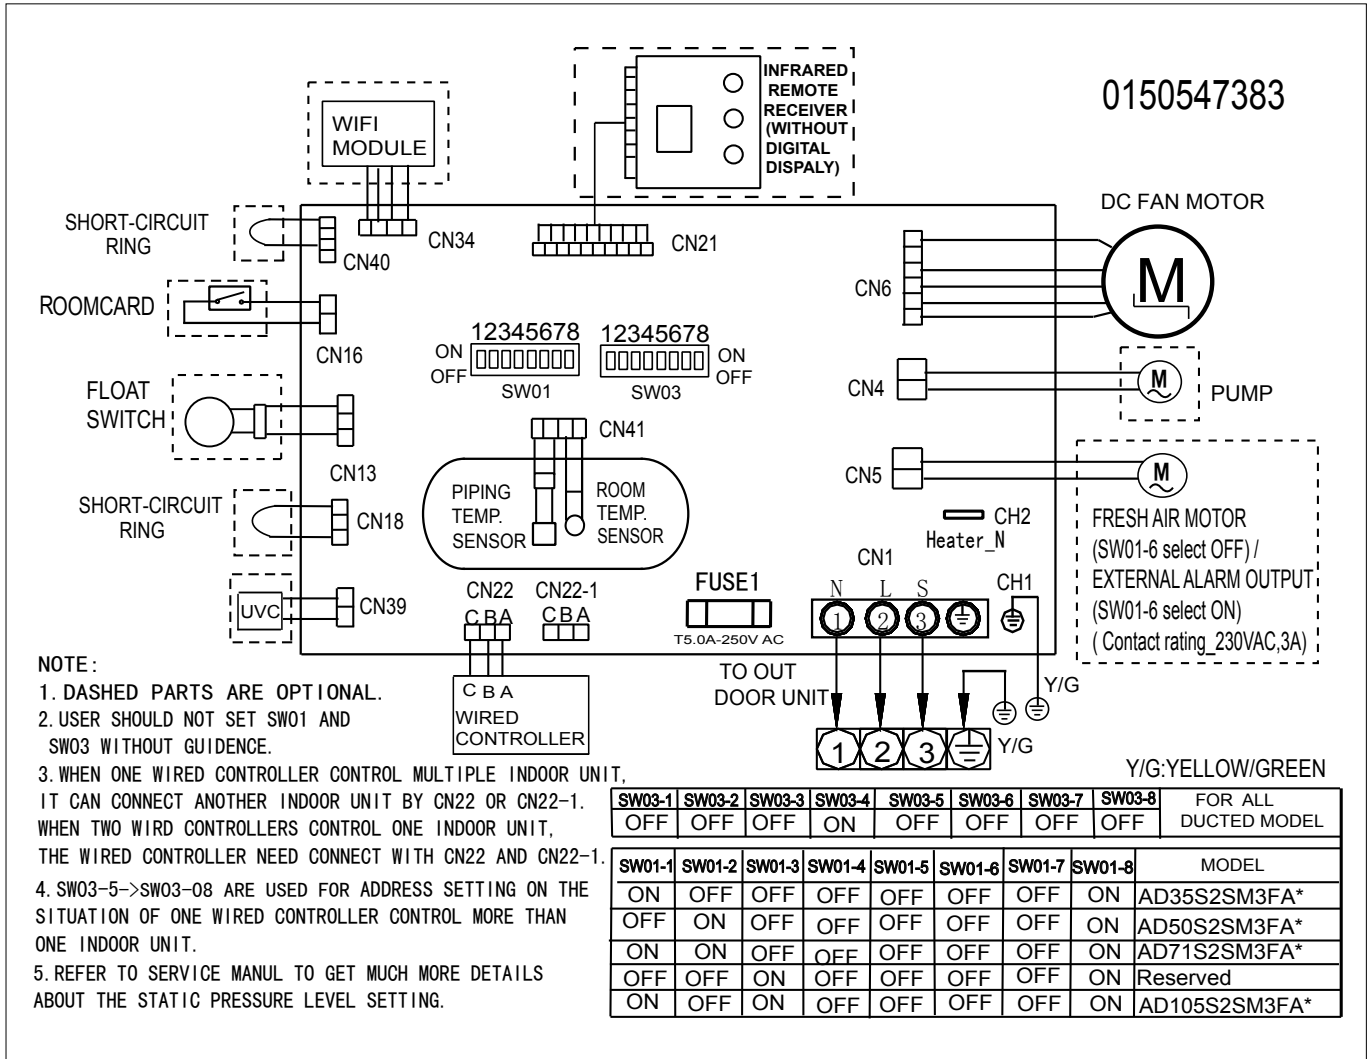 0150547383
INFRARED
REMOTE
RECEIVER
(WITHOUT
DIGITAL
DISPALY)
WIFI
MODULE
SHORT-CIRCUIT
RING
CN34
CN40
CN21
DC FAN MOTOR
M
CN6
ROOMCARD
CN16
12345678
ON
OFF
SW01
12345678
ON
OFF
SW03
CN4
M
PUMP
FLOAT
SWITCH
CN13
CN41
PIPING
TEMP.
SENSOR
ROOM
TEMP.
SENSOR
CN5
M
FRESH AIR MOTOR
(SW01-6 select OFF) /
EXTERNAL ALARM OUTPUT
(SW01-6 select ON)
( Contact rating_230VAC,3A)
SHORT-CIRCUIT
RING
CN18
CH2
Heater_N
UVC
CN39
CN22
C B A
CN22-1
C B A
FUSE1
T5.0A-250V AC
CN1
N L S
1 2 3
CH1
C B A
WIRED
CONTROLLER
TO OUT
DOOR UNIT
Y/G
Y/G
1 2 3
Y/G:YELLOW/GREEN
NOTE:
1. DASHED PARTS ARE OPTIONAL.
2. USER SHOULD NOT SET SW01 AND
SW03 WITHOUT GUIDENCE.
3. WHEN ONE WIRED CONTROLLER CONTROL MULTIPLE INDOOR UNIT,
IT CAN CONNECT ANOTHER INDOOR UNIT BY CN22 OR CN22-1.
WHEN TWO WIRD CONTROLLERS CONTROL ONE INDOOR UNIT,
THE WIRED CONTROLLER NEED CONNECT WITH CN22 AND CN22-1.
4. SW03-5->SW03-08 ARE USED FOR ADDRESS SETTING ON THE
SITUATION OF ONE WIRED CONTROLLER CONTROL MORE THAN
ONE INDOOR UNIT.
5. REFER TO SERVICE MANUL TO GET MUCH MORE DETAILS
ABOUT THE STATIC PRESSURE LEVEL SETTING.
SW03-1 SW03-2 SW03-3 SW03-4 SW03-5 SW03-6 SW03-7 SW03-8 FOR ALL
OFF OFF OFF ON OFF OFF OFF OFF DUCTED MODEL
SW01-1 SW01-2 SW01-3 SW01-4 SW01-5 SW01-6 SW01-7 SW01-8 MODEL
ON OFF OFF OFF OFF OFF OFF ON AD35S2SM3FA*
OFF ON OFF OFF OFF OFF OFF ON AD50S2SM3FA*
ON ON OFF OFF OFF OFF OFF ON AD71S2SM3FA*
OFF OFF ON OFF OFF OFF OFF ON Reserved
ON OFF ON OFF OFF OFF OFF ON AD105S2SM3FA*